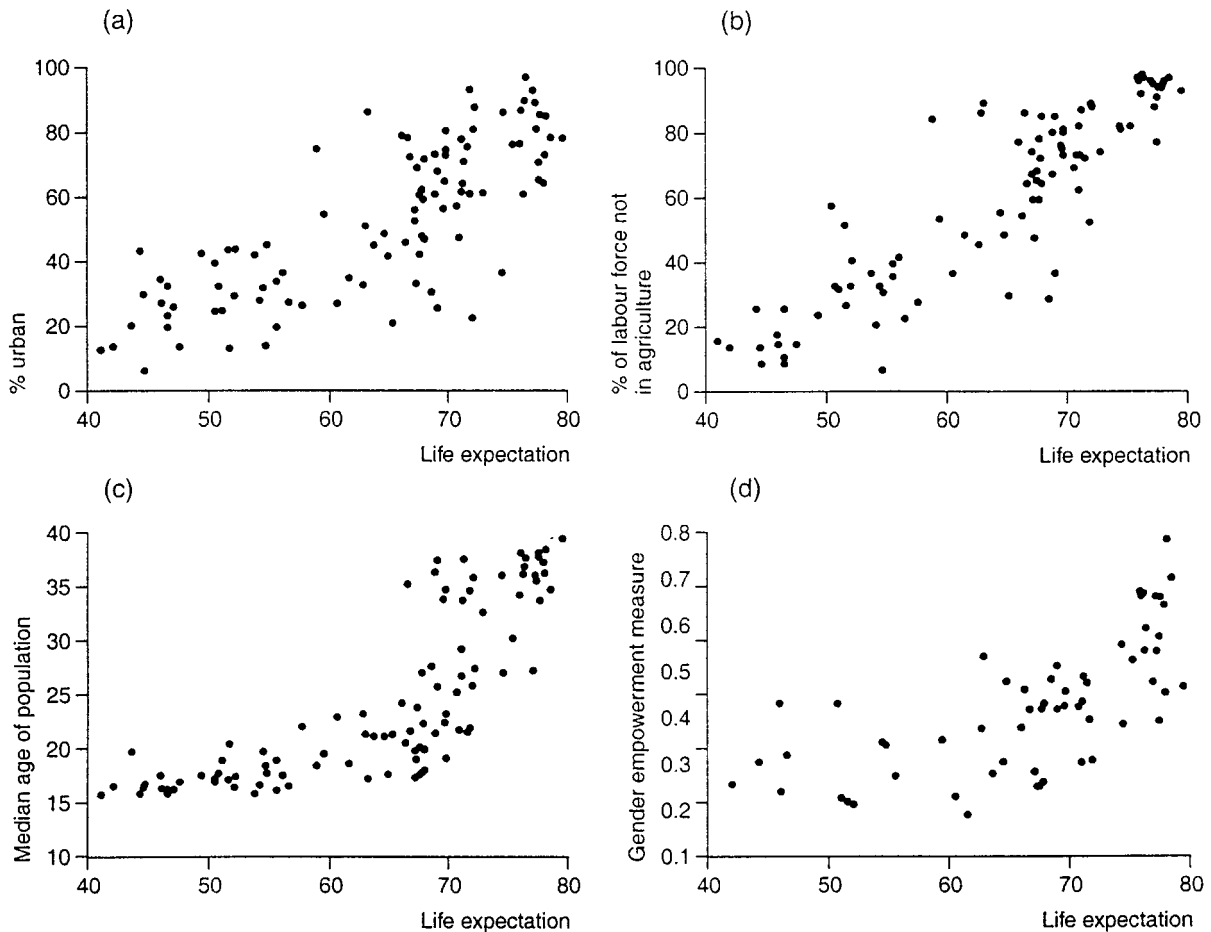 (a)
100
80
60
40
20
0
% urban
40 50 60 70 80
Life expectation
(b)
100
80
60
40
20
0
% of labour force not
in agriculture
40 50 60 70 80
Life expectation
(c)
40
35
30
25
20
15
10
Median age of population
40 50 60 70 80
Life expectation
(d)
0.8
0.7
0.6
0.5
0.4
0.3
0.2
0.1
Gender empowerment measure
40 50 60 70 80
Life expectation